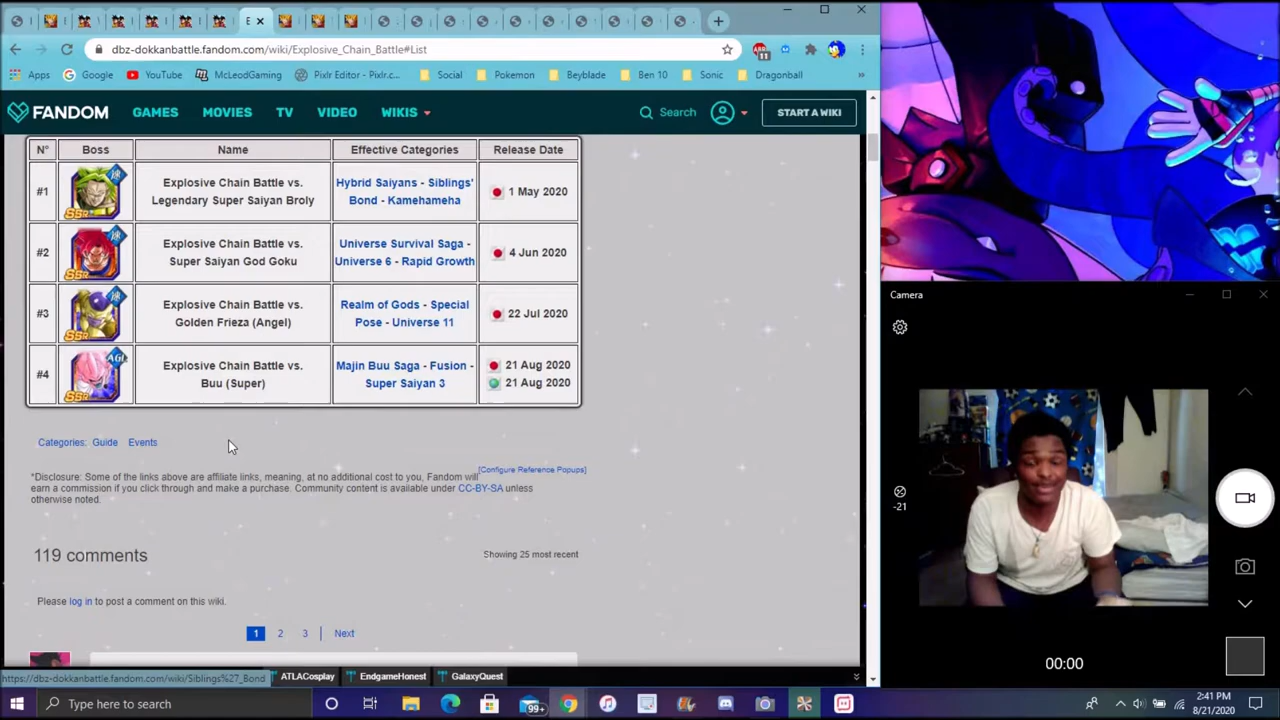 dbz-dokkanbattle.fandom.com/wiki/Explosive_Chain_Battle#List
ABP
11
Apps
Google
YouTube
McLeodGaming
Pixlr Editor - Pixlr.c...
Social
Pokemon
Beyblade
Ben 10
Sonic
Dragonball
FANDOM
GAMES
MOVIES
TV
VIDEO
WIKIS
Search
START A WIKI
N° Boss Name Effective Categories Release Date
#1 SSR Explosive Chain Battle vs. Legendary Super Saiyan Broly Hybrid Saiyans - Siblings' Bond - Kamehameha 1 May 2020
#2 SSR Explosive Chain Battle vs. Super Saiyan God Goku Universe Survival Saga - Universe 6 - Rapid Growth 4 Jun 2020
#3 SSR Explosive Chain Battle vs. Golden Frieza (Angel) Realm of Gods - Special Pose - Universe 11 22 Jul 2020
#4 AGL SSR Explosive Chain Battle vs. Buu (Super) Majin Buu Saga - Fusion - Super Saiyan 3 21 Aug 2020
21 Aug 2020
Categories: Guide Events
[Configure Reference Popups]
*Disclosure: Some of the links above are affiliate links, meaning, at no additional cost to you, Fandom will
earn a commission if you click through and make a purchase. Community content is available under CC-BY-SA unless
otherwise noted.
119 comments
Showing 25 most recent
Please log in to post a comment on this wiki.
1 2 3 Next
https://dbz-dokkanbattle.fandom.com/wiki/Siblings%27_Bond
ATLACosplay
EndgameHonest
GalaxyQuest
Camera
-21
00:00
Type here to search
99+
2:41 PM
8/21/2020